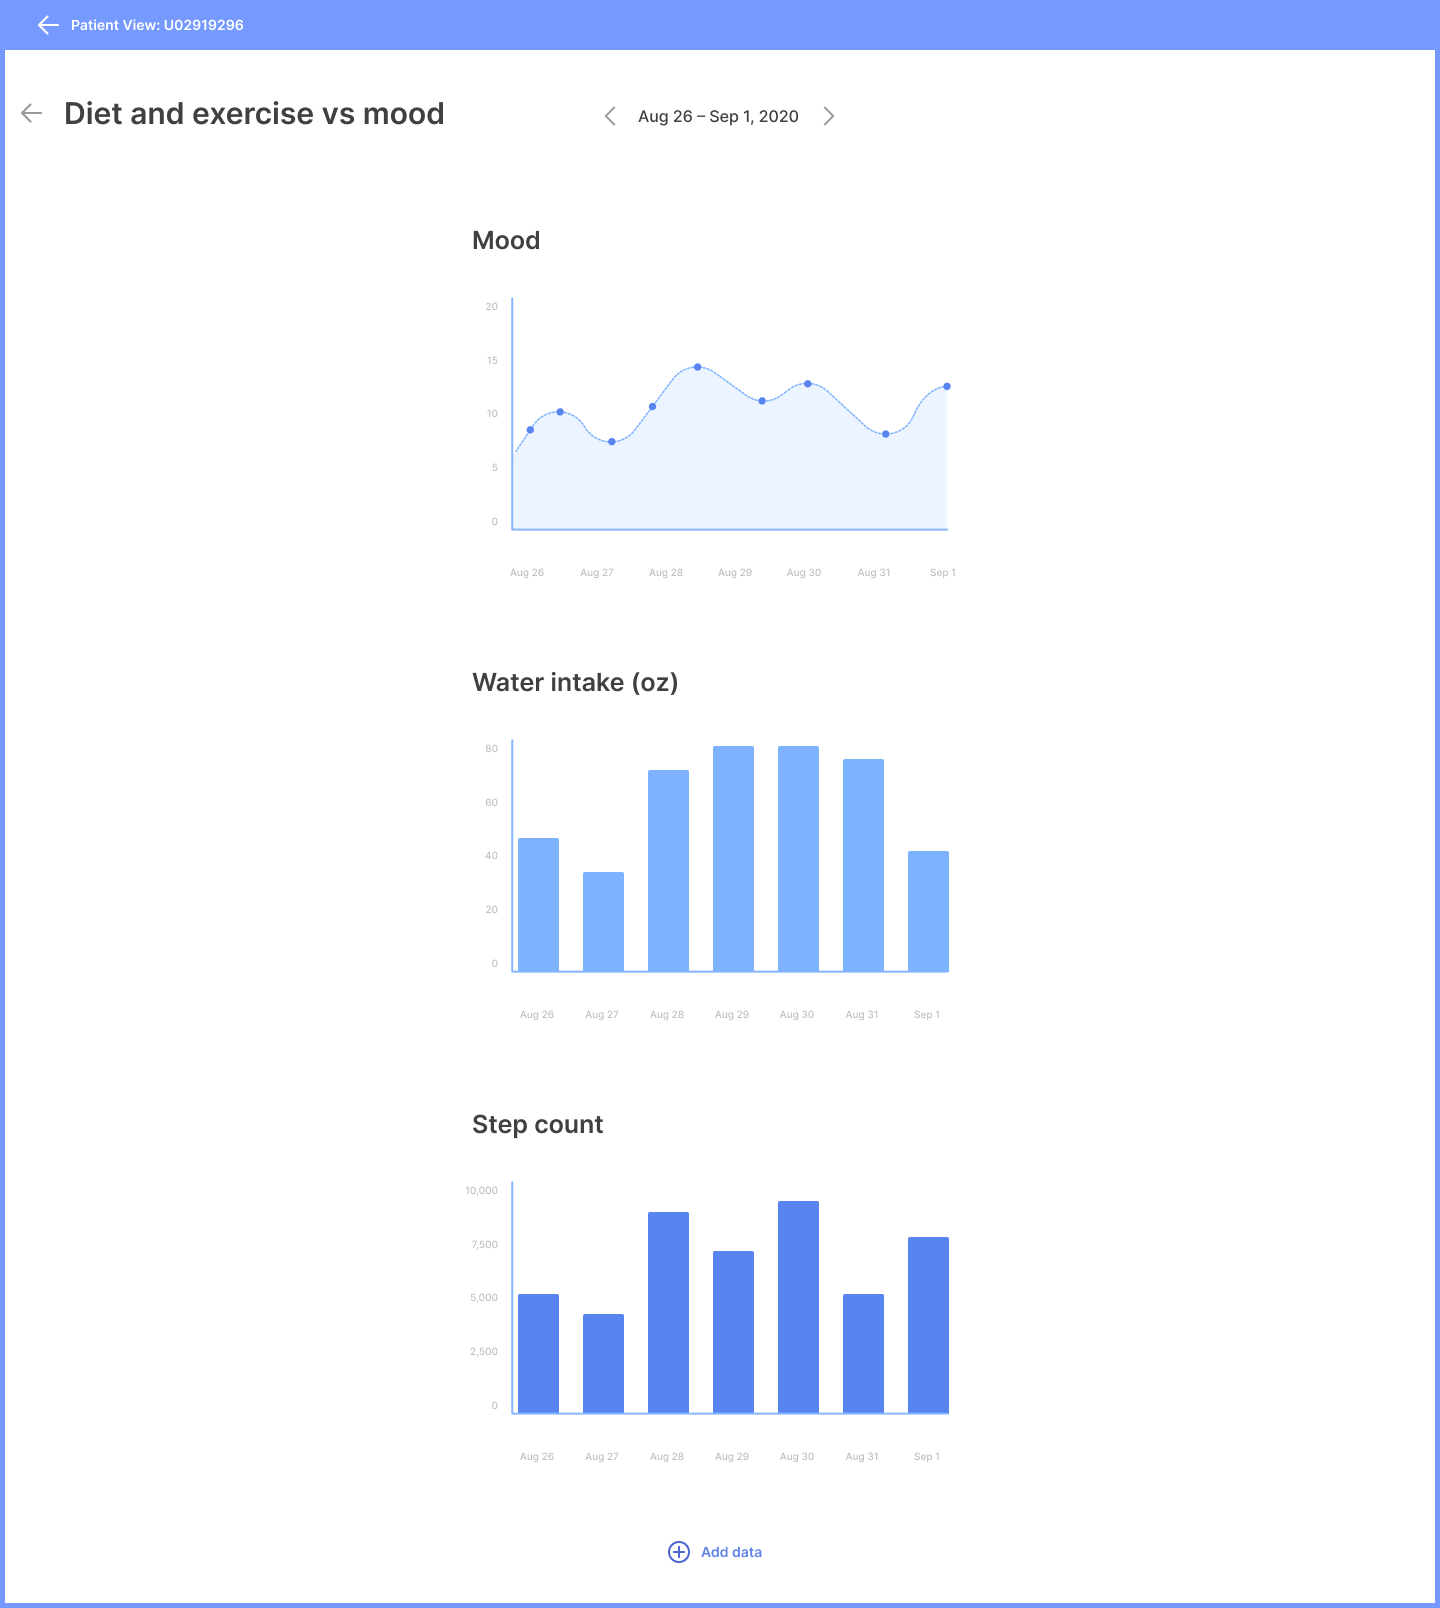 Patient View: U02919296
Diet and exercise vs mood
Aug 26 – Sep 1, 2020
Mood
20
15
10
5
0
Aug 26 Aug 27 Aug 28 Aug 29 Aug 30 Aug 31 Sep 1
Water intake (oz)
80
60
40
20
0
Aug 26 Aug 27 Aug 28 Aug 29 Aug 30 Aug 31 Sep 1
Step count
10,000
7,500
5,000
2,500
0
Aug 26 Aug 27 Aug 28 Aug 29 Aug 30 Aug 31 Sep 1
Add data